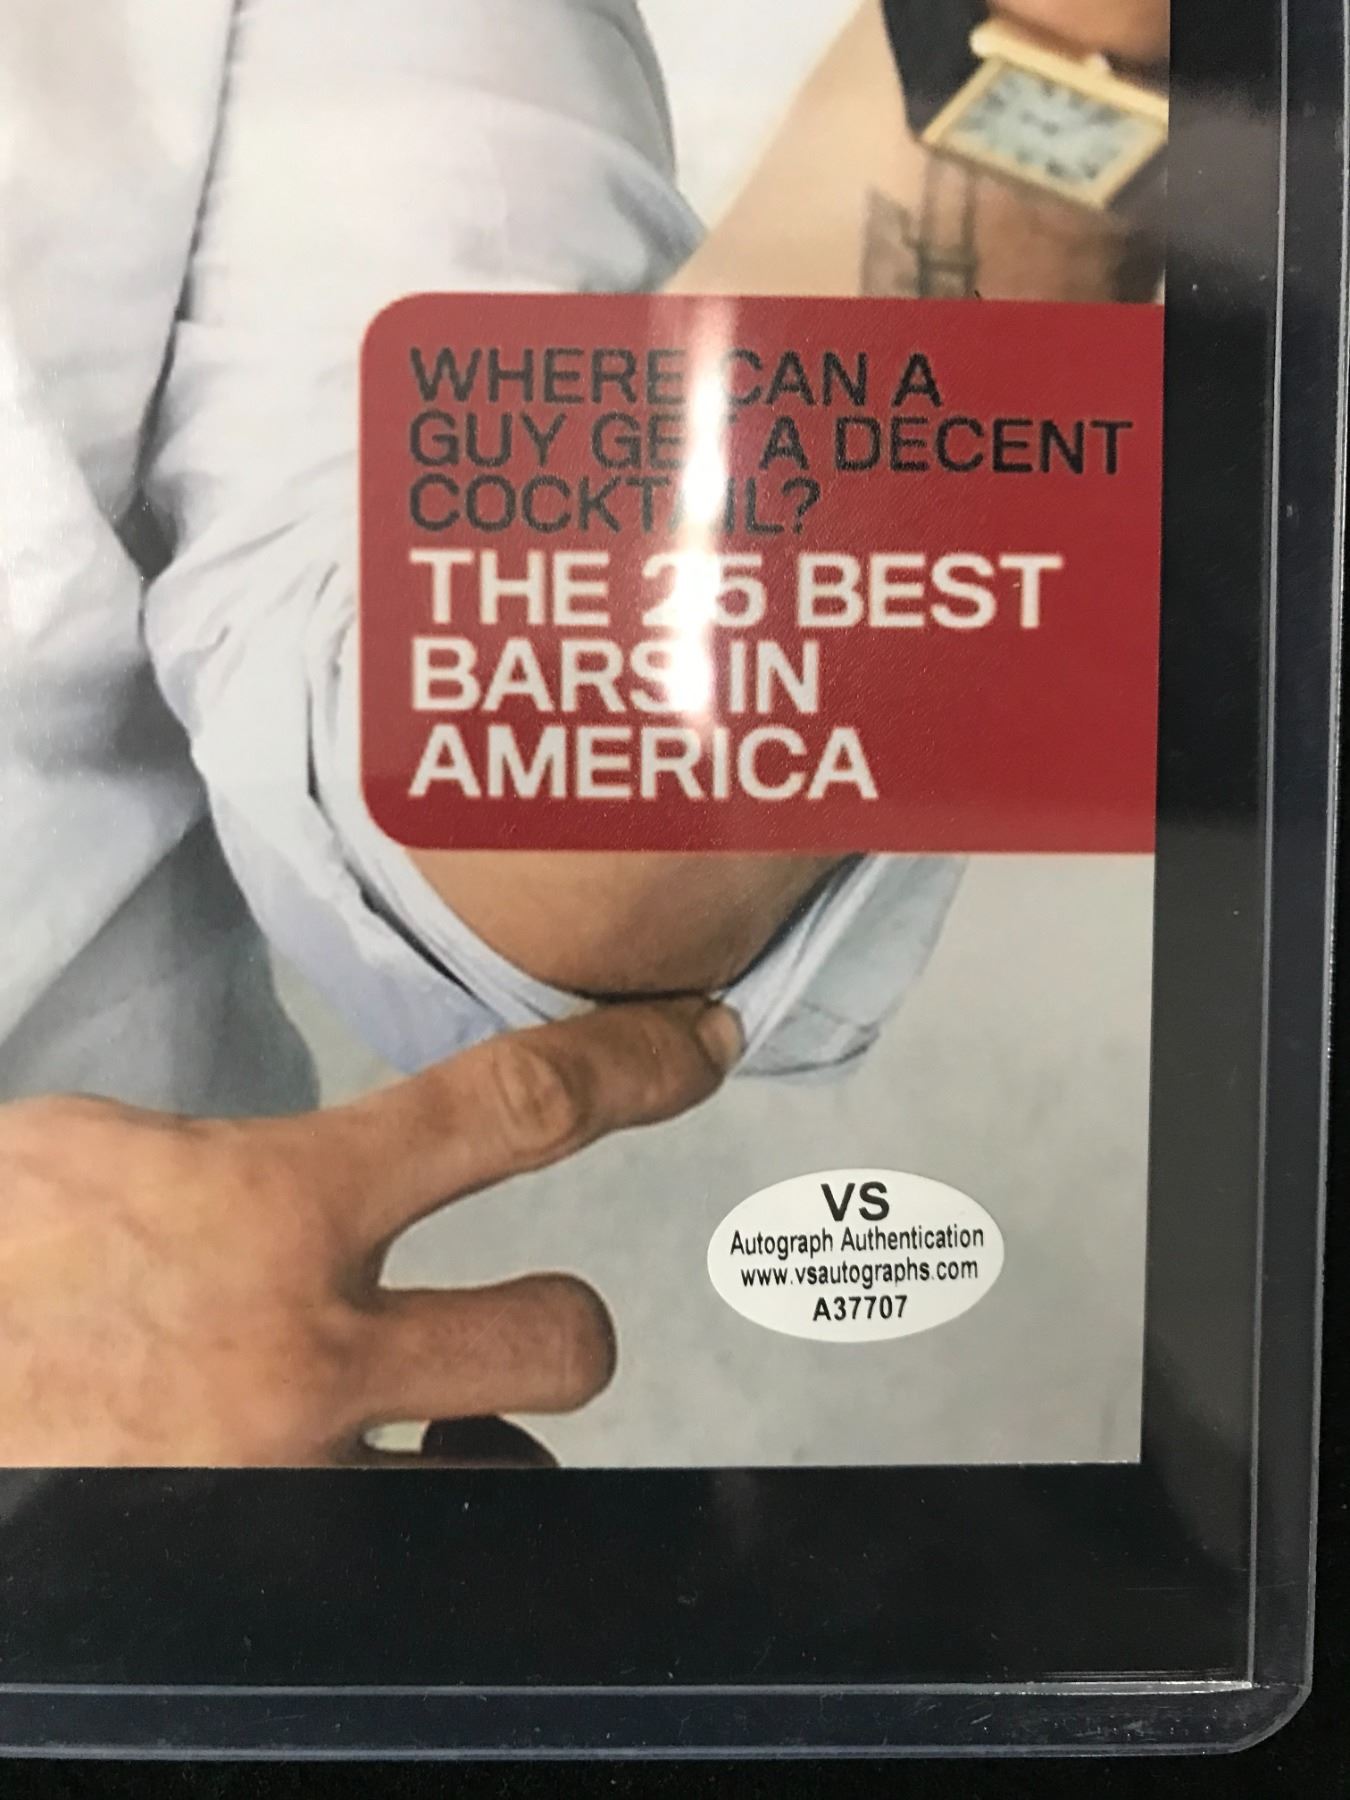 WHERE CAN A
GUY GET A DECENT
COCKTAIL?
THE 25 BEST
BARS IN
AMERICA
VS
Autograph Authentication
www.vsautographs.com
A37707